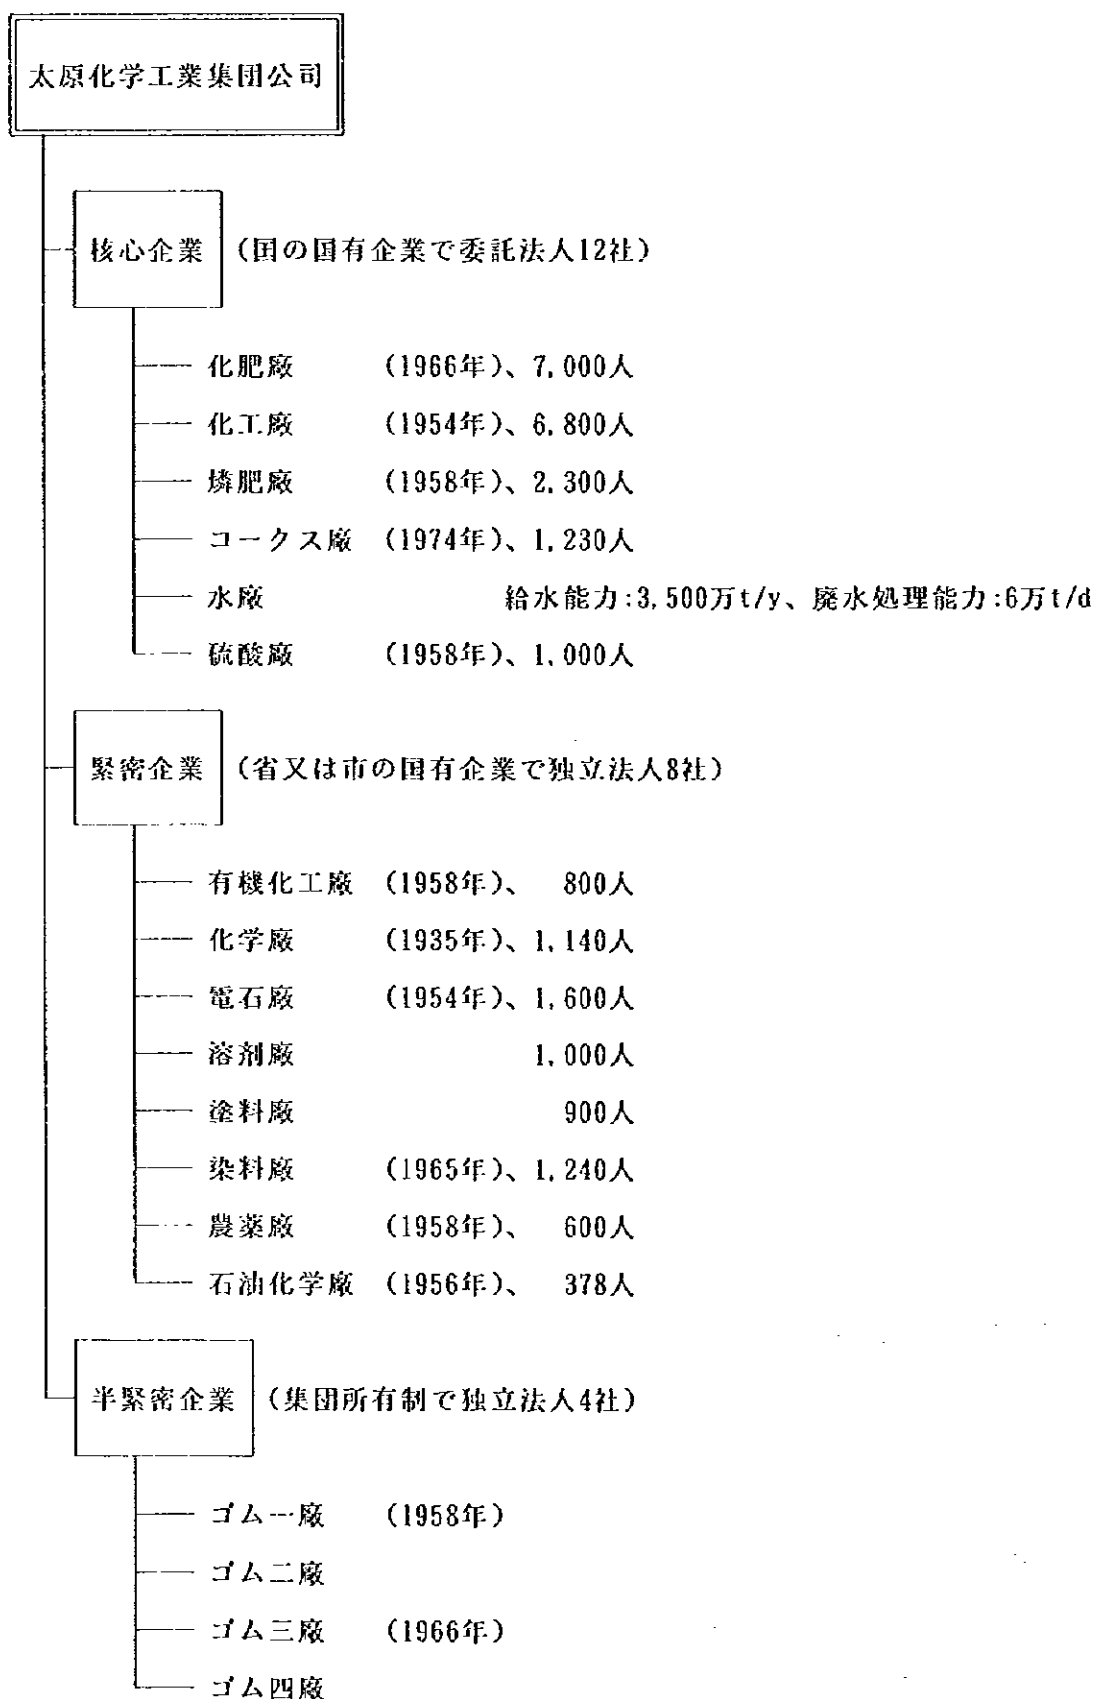 太原化学工業集団公司
核心企業 (国の国有企業で委託法人12社)
化肥廠 (1966年)、7,000人
化工廠 (1954年)、6,800人
燐肥廠 (1958年)、2,300人
コークス廠 (1974年)、1,230人
水廠 給水能力:3,500万t/y、廃水処理能力:6万t/d
硫酸廠 (1958年)、1,000人
緊密企業 (省又は市の国有企業で独立法人8社)
有機化工廠 (1958年)、 800人
化学廠 (1935年)、1,140人
電石廠 (1954年)、1,600人
溶剤廠 1,000人
塗料廠 900人
染料廠 (1965年)、1,240人
農薬廠 (1958年)、 600人
石油化学廠 (1956年)、 378人
半緊密企業 (集団所有制で独立法人4社)
ゴム一廠 (1958年)
ゴム二廠
ゴム三廠 (1966年)
ゴム四廠